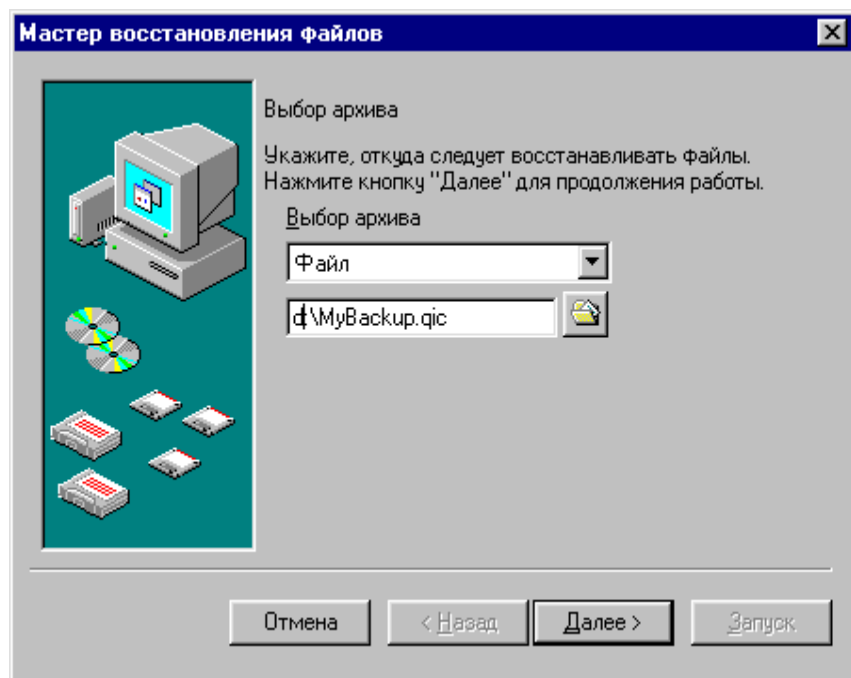 Мастер восстановления файлов
Выбор архива
Укажите, откуда следует восстанавливать файлы.
Нажмите кнопку "Далее" для продолжения работы.
Выбор архива
Файл
d:\MyBackup.qic
Отмена
< Назад
Далее >
Запуск